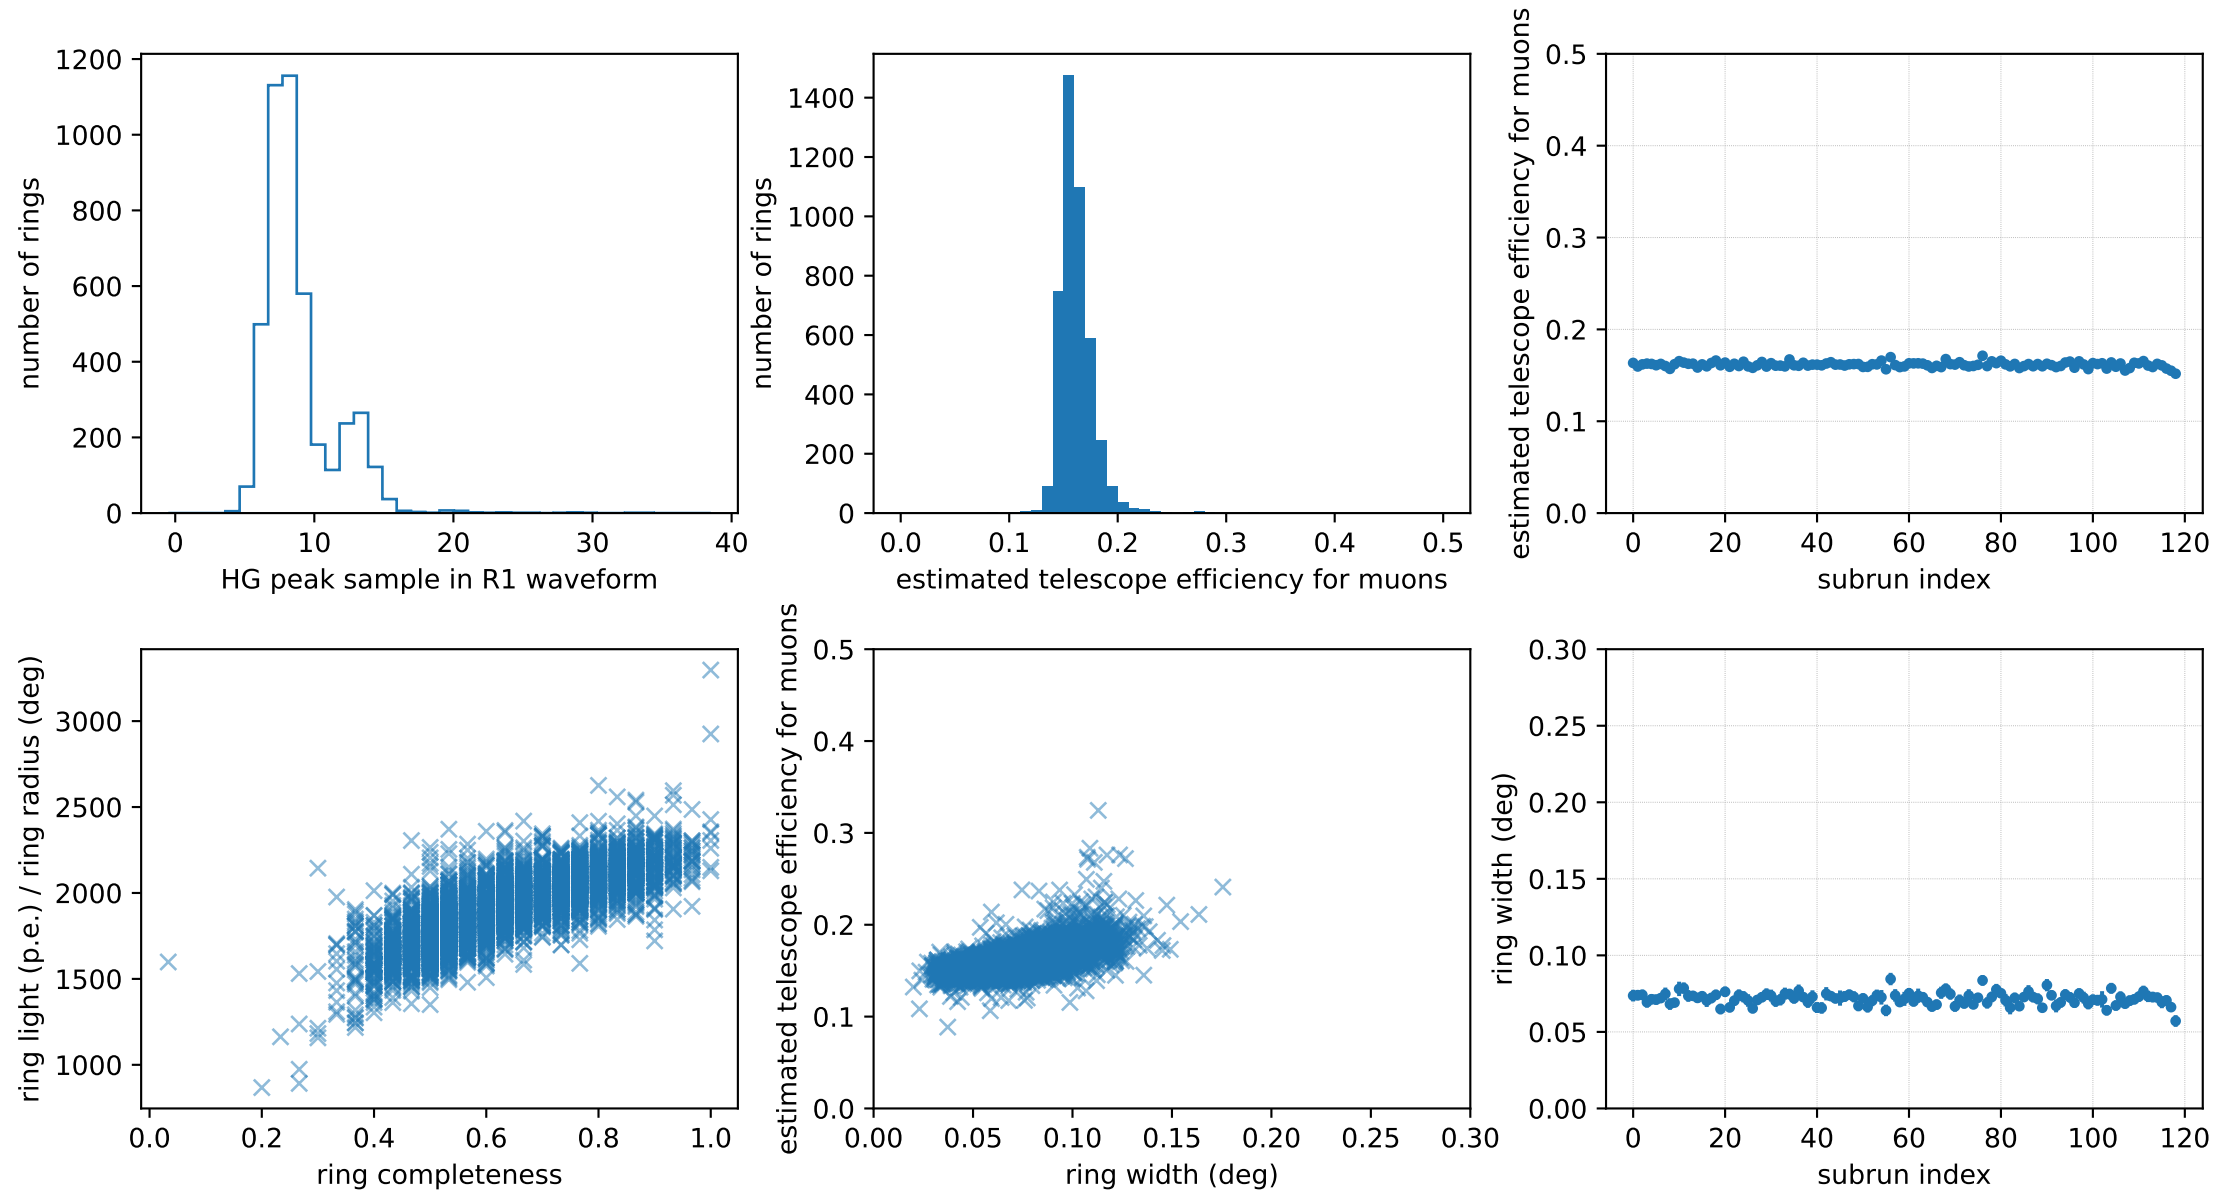 1200
1000
800
600
400
200
0
number of rings
0 10 20 30 40
HG peak sample in R1 waveform
1400
1200
1000
800
600
400
200
0
number of rings
0.0 0.1 0.2 0.3 0.4 0.5
estimated telescope efficiency for muons
0.5
0.4
0.3
0.2
0.1
0.0
estimated telescope efficiency for muons
0 20 40 60 80 100 120
subrun index
3000
2500
2000
1500
1000
ring light (p.e.) / ring radius (deg)
0.0 0.2 0.4 0.6 0.8 1.0
ring completeness
0.5
0.4
0.3
0.2
0.1
0.0
estimated telescope efficiency for muons
0.00 0.05 0.10 0.15 0.20 0.25 0.30
ring width (deg)
0.30
0.25
0.20
0.15
0.10
0.05
0.00
ring width (deg)
0 20 40 60 80 100 120
subrun index